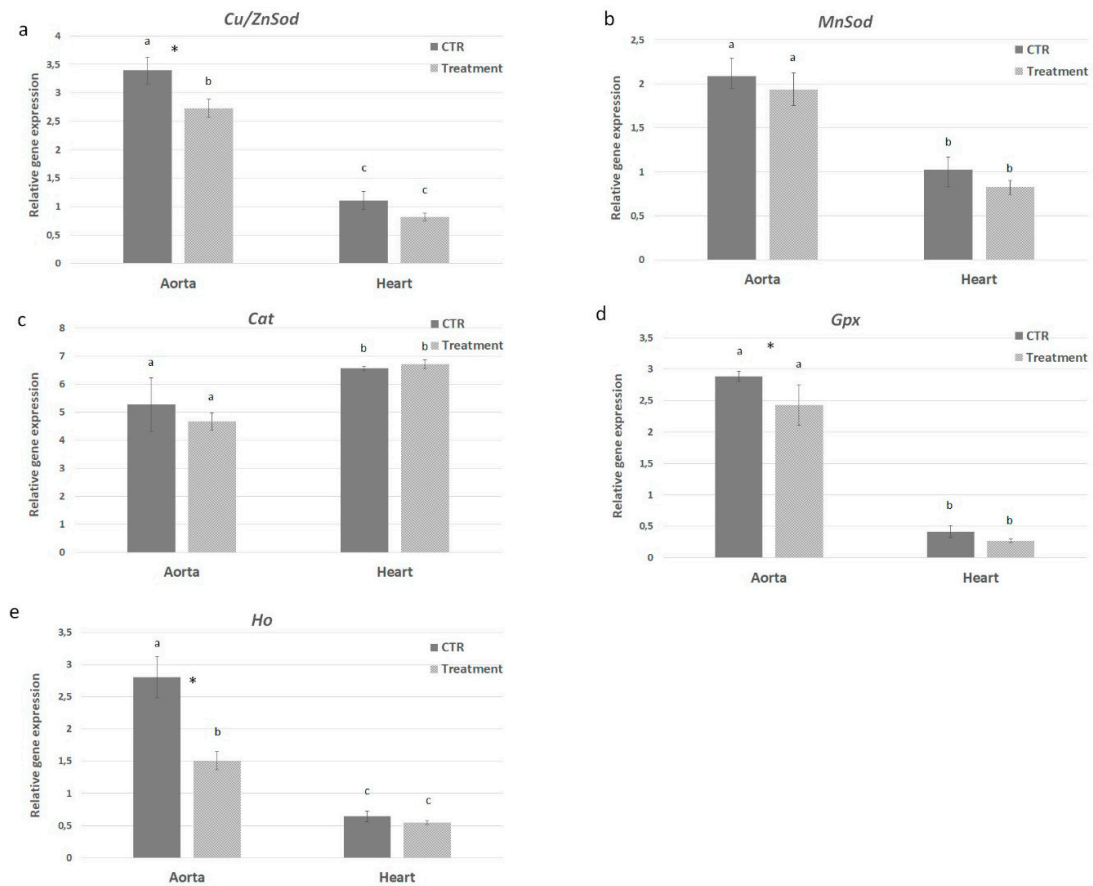 a
Cu/ZnSod
Relative gene expression
4
3,5
3
2,5
2
1,5
1
0,5
0
a
*
b
c
c
CTR
Treatment
Aorta
Heart
b
MnSod
Relative gene expression
2,5
2
1,5
1
0,5
0
a
a
b
b
CTR
Treatment
Aorta
Heart
c
Cat
Relative gene expression
8
7
6
5
4
3
2
1
0
a
a
b
b
CTR
Treatment
Aorta
Heart
d
Gpx
Relative gene expression
3,5
3
2,5
2
1,5
1
0,5
0
a
*
a
b
b
CTR
Treatment
Aorta
Heart
e
Ho
Relative gene expression
3,5
3
2,5
2
1,5
1
0,5
0
a
*
b
c
c
CTR
Treatment
Aorta
Heart